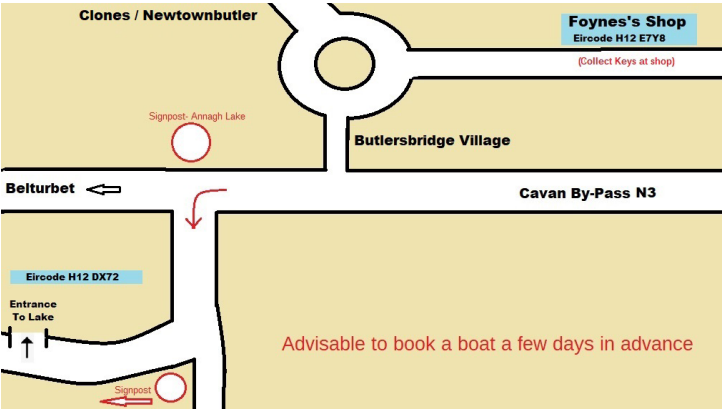 Clones / Newtownbutler
Foynes's Shop
Eircode H12 E7Y8
(Collect Keys at shop)
Signpost- Annagh Lake
Butlersbridge Village
Belturbet
Cavan By-Pass N3
Eircode H12 DX72
Entrance
To Lake
Advisable to book a boat a few days in advance
Signpost